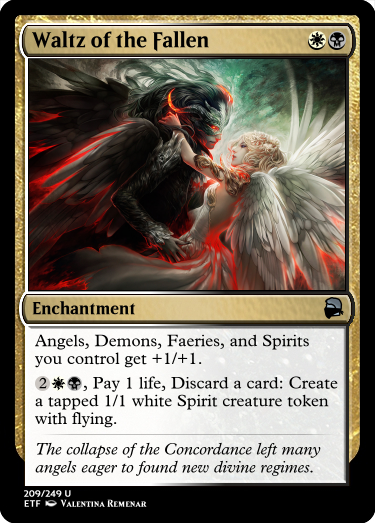 Waltz of the Fallen
Enchantment
Angels, Demons, Faeries, and Spirits
you control get +1/+1.
2, Pay 1 life, Discard a card: Create
a tapped 1/1 white Spirit creature token
with flying.
The collapse of the Concordance left many
angels eager to found new divine regimes.
209/249 U
ETF Valentina Remenar